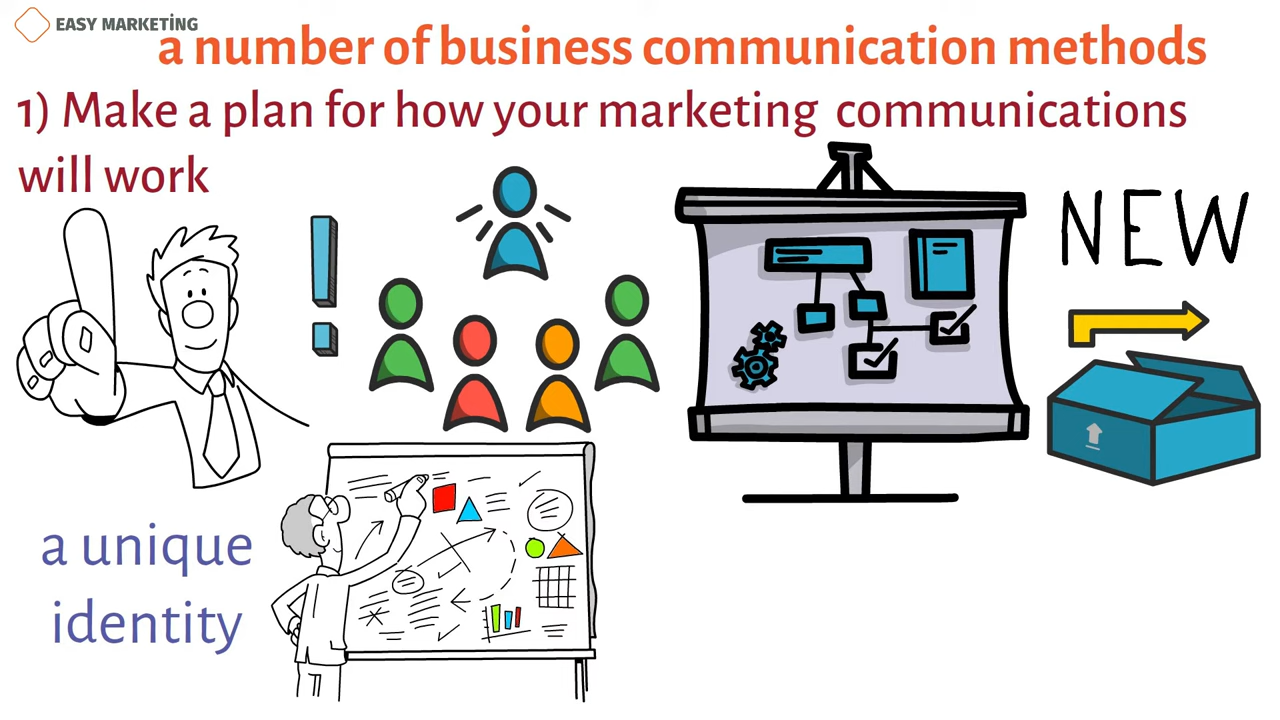 EASY MARKETİNG
a number of business communication methods
1) Make a plan for how your marketing communications
will work
NEW
a unique
identity